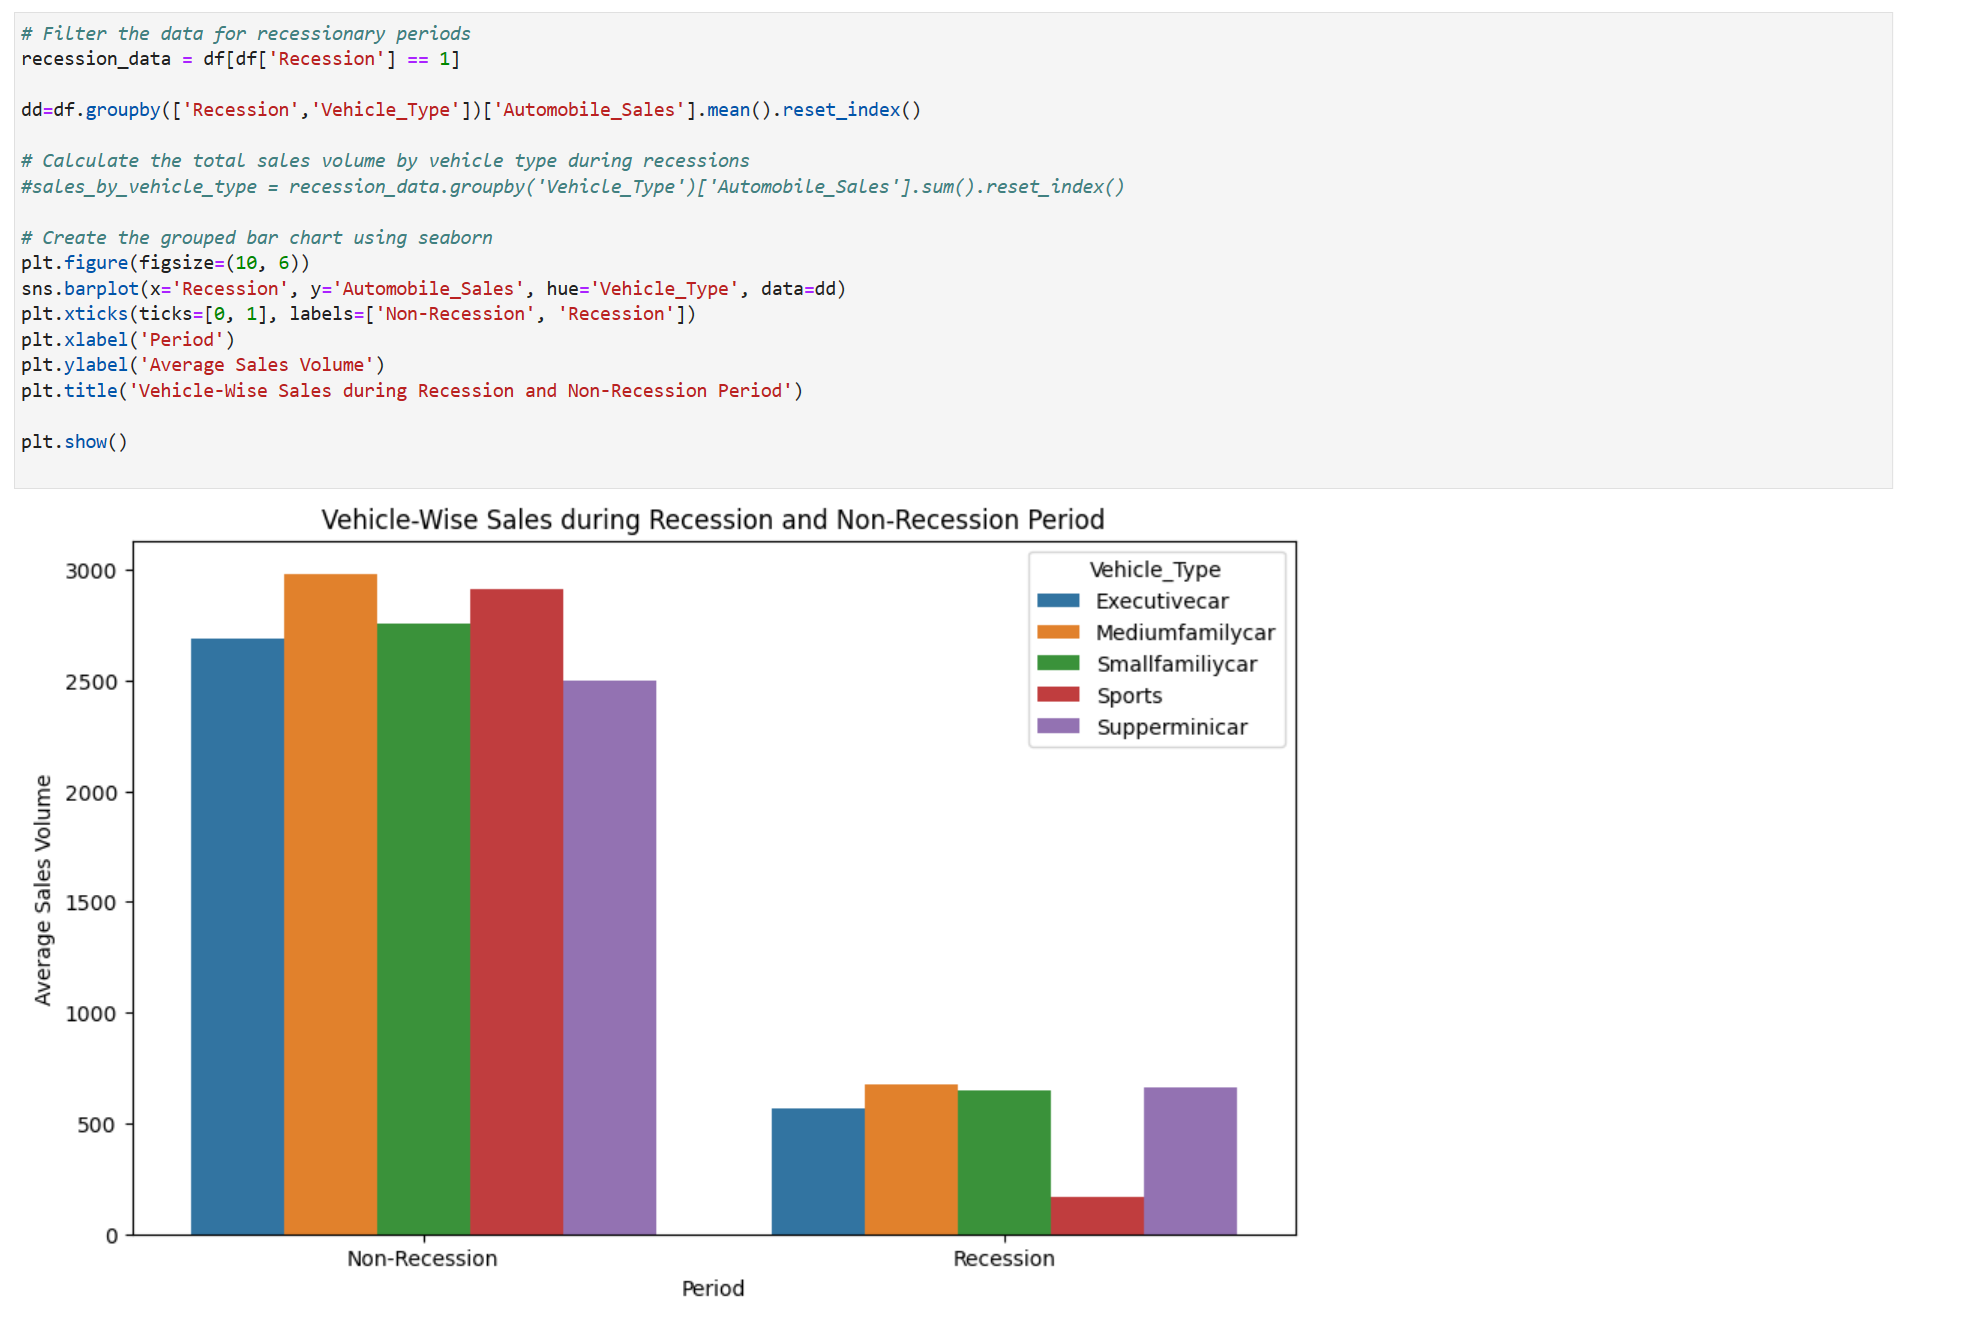 # Filter the data for recessionary periods
recession_data = df[df['Recession'] == 1]
dd=df.groupby(['Recession','Vehicle_Type'])['Automobile_Sales'].mean().reset_index()
# Calculate the total sales volume by vehicle type during recessions
#sales_by_vehicle_type = recession_data.groupby('Vehicle_Type')['Automobile_Sales'].sum().reset_index()
# Create the grouped bar chart using seaborn
plt.figure(figsize=(10, 6))
sns.barplot(x='Recession', y='Automobile_Sales', hue='Vehicle_Type', data=dd)
plt.xticks(ticks=[0, 1], labels=['Non-Recession', 'Recession'])
plt.xlabel('Period')
plt.ylabel('Average Sales Volume')
plt.title('Vehicle-Wise Sales during Recession and Non-Recession Period')
plt.show()
Vehicle-Wise Sales during Recession and Non-Recession Period
Vehicle_Type
Executivecar
Mediumfamilycar
Smallfamiliycar
Sports
Supperminicar
3000
2500
2000
1500
1000
500
0
Average Sales Volume
Non-Recession
Recession
Period